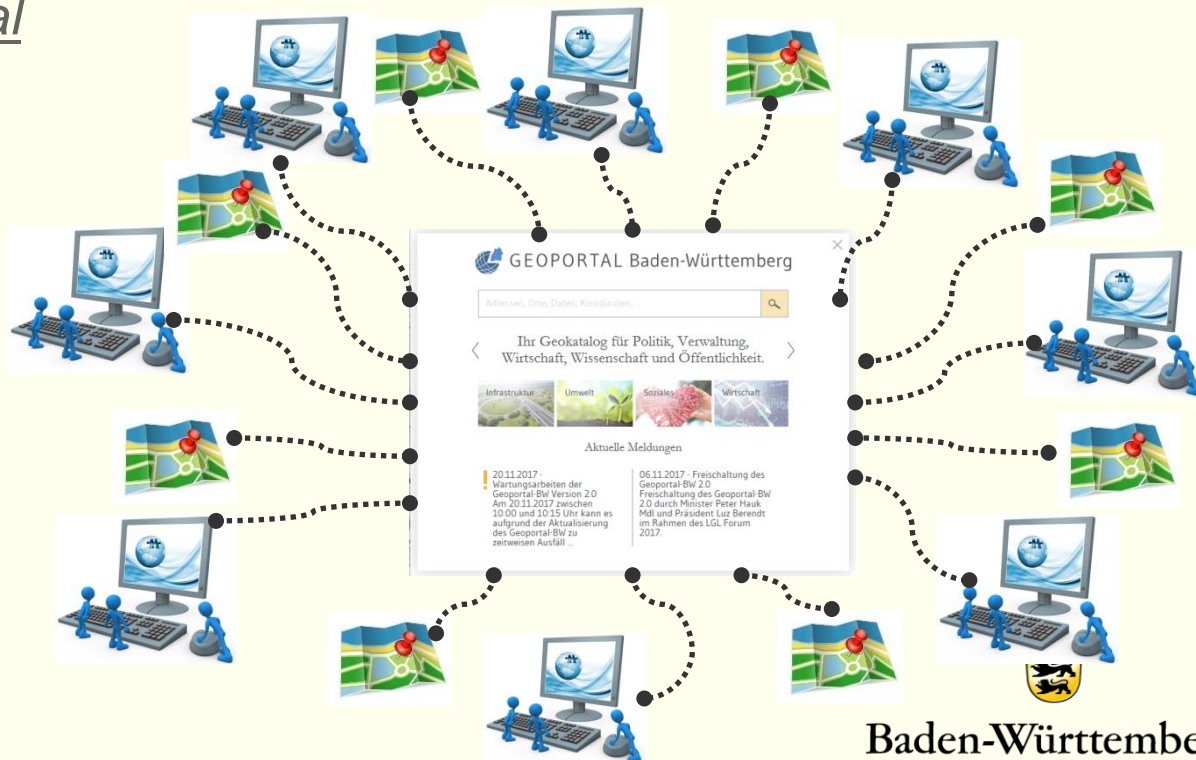 al
GEOPORTAL Baden-Württemberg
Adressen, Orte, Daten, Koordinaten, ...
Ihr Geokatalog für Politik, Verwaltung,
Wirtschaft, Wissenschaft und Öffentlichkeit.
Infrastruktur Umwelt Soziales Wirtschaft
Aktuelle Meldungen
20.11.2017 -
Wartungsarbeiten der
Geoportal-BW Version 2.0
Am 20.11.2017 zwischen
10:00 und 10:15 Uhr kann es
aufgrund der Aktualisierung
des Geoportal-BW zu
zeitweisen Ausfäll ...
06.11.2017 - Freischaltung des
Geoportal-BW 2.0
Freischaltung des Geoportal-BW
2.0 durch Minister Peter Hauk
MdI und Präsident Luz Berendt
im Rahmen des LGL Forum
2017.
Baden-Württembe